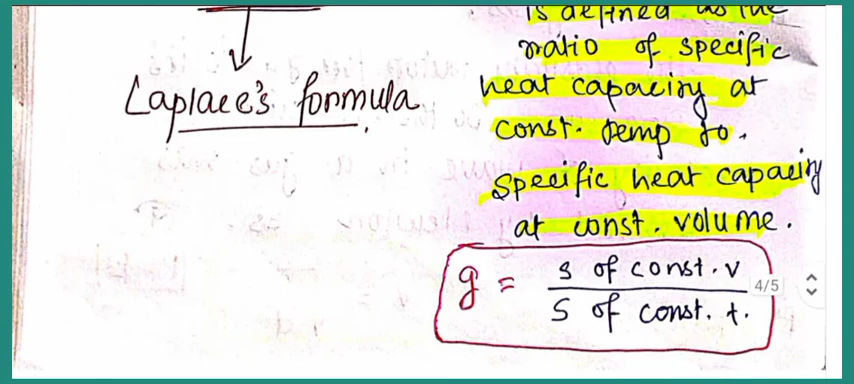 is defined as the
ratio of specific
heat capacity at
const. temp to.
specific heat capacity
at const. volume.
Laplace's formula
g = s of const. v / s of const. t.
4/5